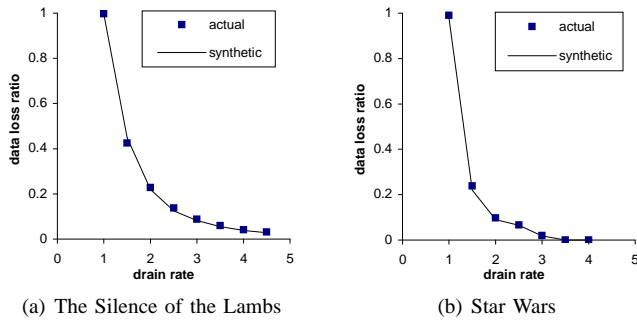 1
0.8
0.6
0.4
0.2
0
data loss ratio
actual
synthetic
0 1 2 3 4 5
drain rate
(a) The Silence of the Lambs
1
0.8
0.6
0.4
0.2
0
data loss ratio
actual
synthetic
0 1 2 3 4 5
drain rate
(b) Star Wars